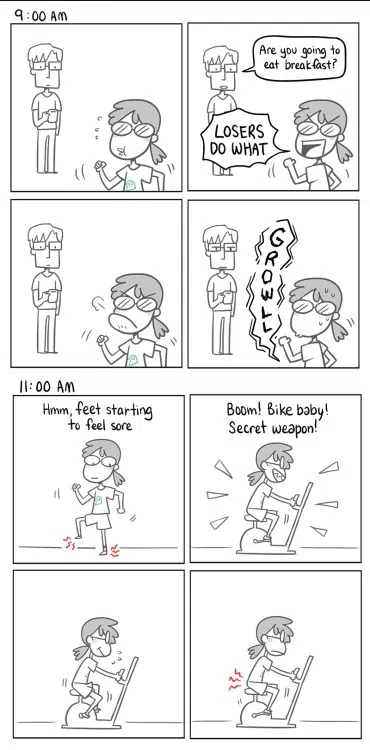 9:00 AM
Are you going to
eat breakfast?
LOSERS
DO WHAT
GROWLL
11:00 AM
Hmm, feet starting
to feel sore
Boom! Bike baby!
Secret weapon!